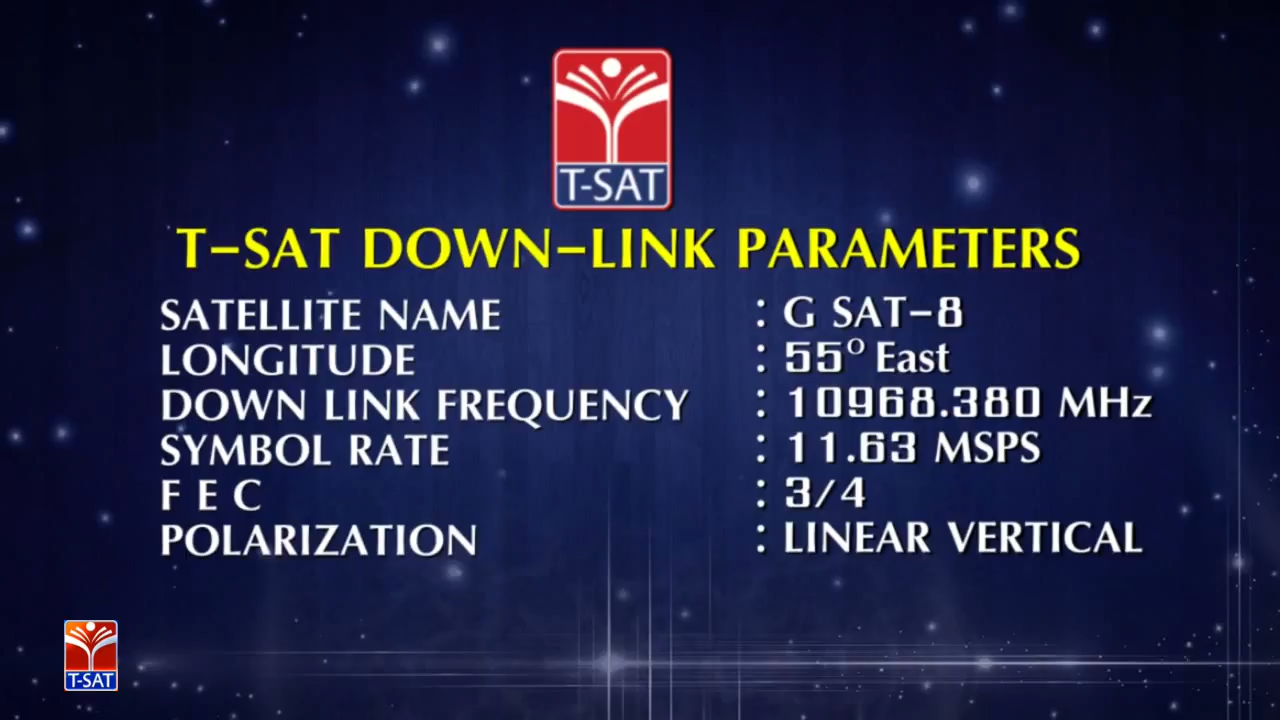 T-SAT
T-SAT DOWN-LINK PARAMETERS
SATELLITE NAME : G SAT-8
LONGITUDE : 55° East
DOWN LINK FREQUENCY : 10968.380 MHz
SYMBOL RATE : 11.63 MSPS
F E C : 3/4
POLARIZATION : LINEAR VERTICAL
T-SAT